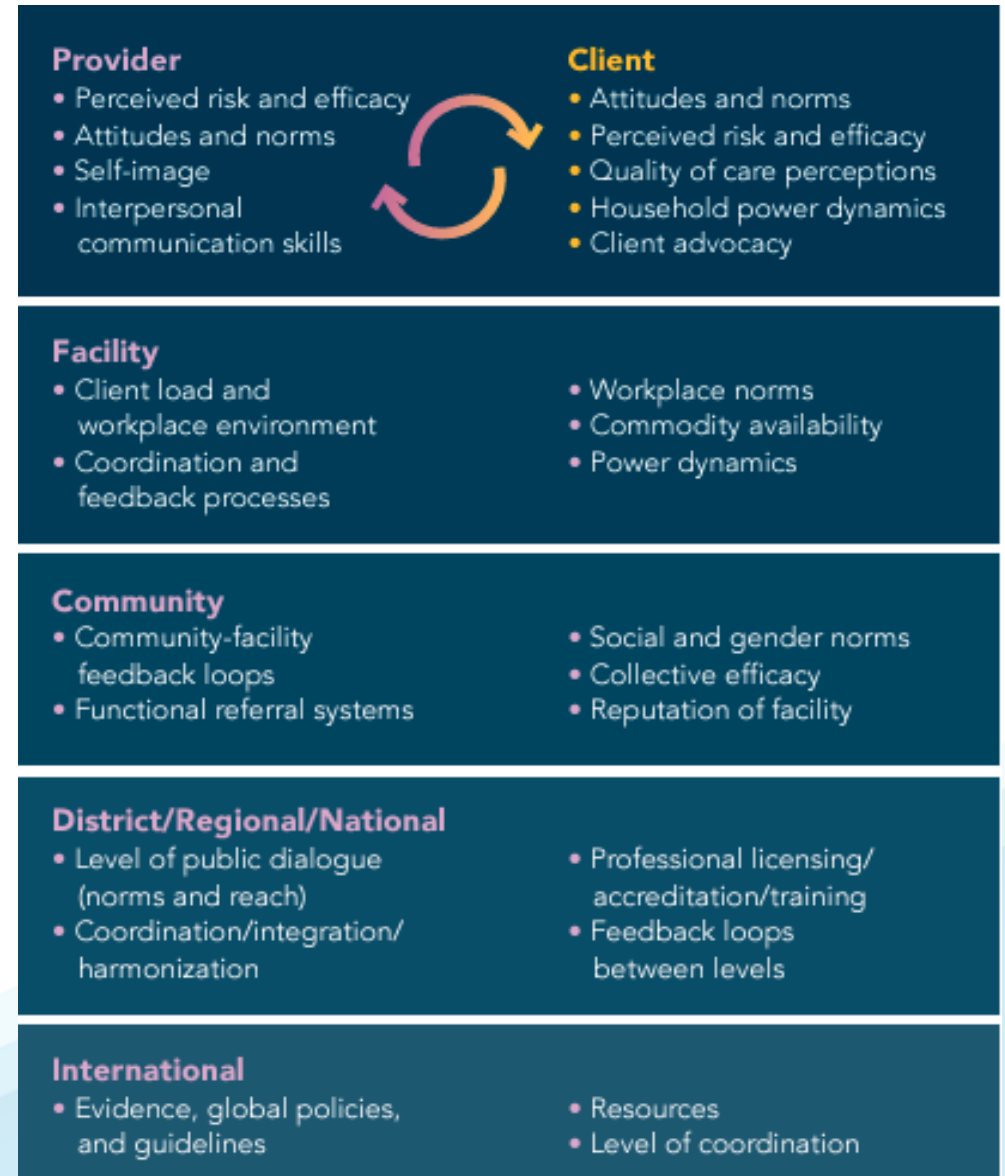 Provider
• Perceived risk and efficacy
• Attitudes and norms
• Self-image
• Interpersonal
communication skills
Client
• Attitudes and norms
• Perceived risk and efficacy
• Quality of care perceptions
• Household power dynamics
• Client advocacy
Facility
• Client load and
workplace environment
• Coordination and
feedback processes
• Workplace norms
• Commodity availability
• Power dynamics
Community
• Community-facility
feedback loops
• Functional referral systems
• Social and gender norms
• Collective efficacy
• Reputation of facility
District/Regional/National
• Level of public dialogue
(norms and reach)
• Coordination/integration/
harmonization
• Professional licensing/
accreditation/training
• Feedback loops
between levels
International
• Evidence, global policies,
and guidelines
• Resources
• Level of coordination